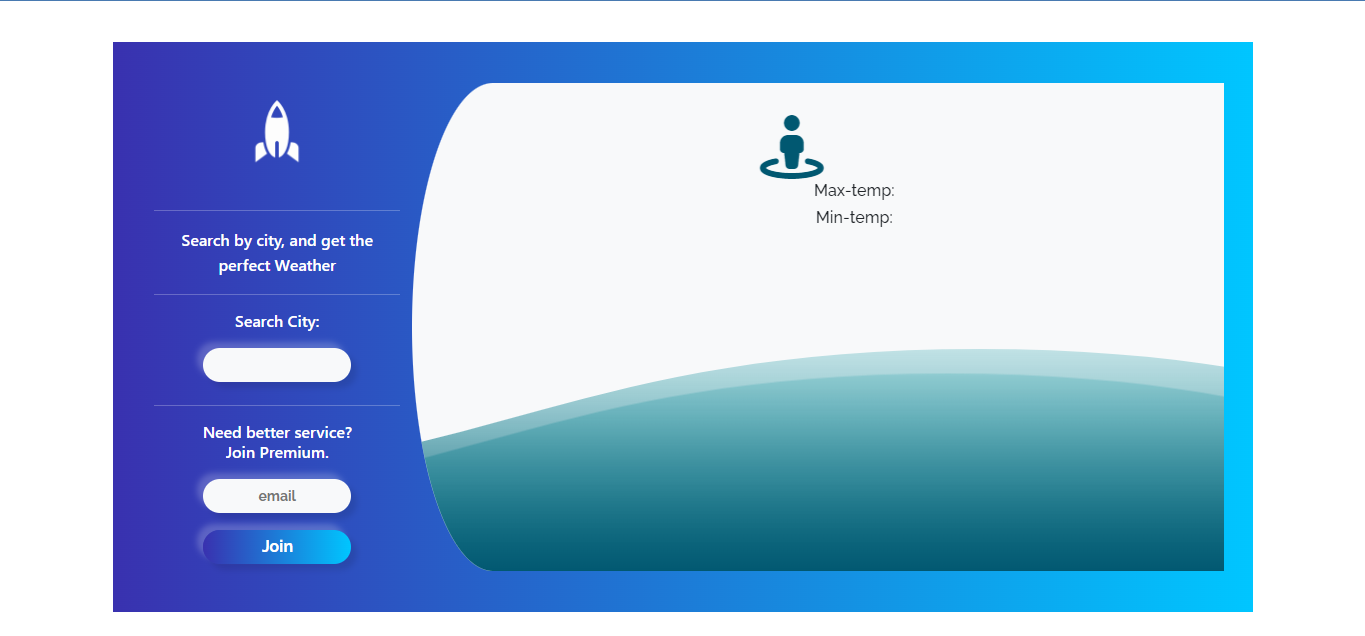 Search by city, and get the
perfect Weather
Search City:
Need better service?
Join Premium.
email
Join
Max-temp:
Min-temp: